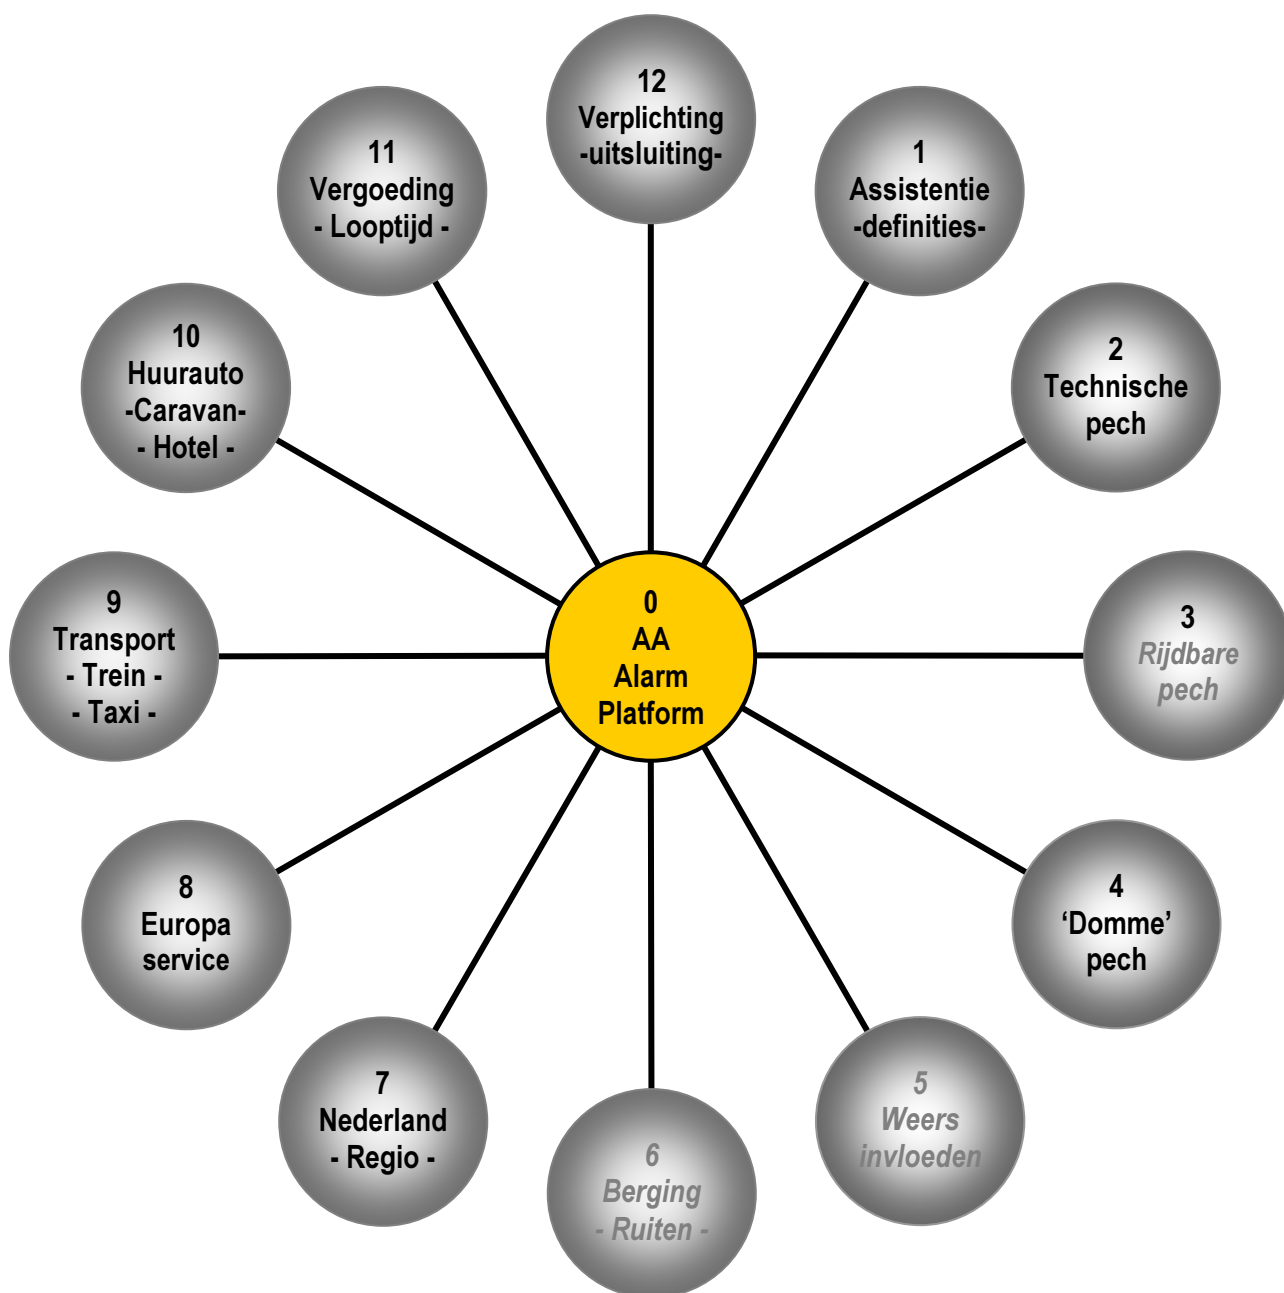 12
Verplichting
-uitsluiting-
1
Assistentie
-definities-
2
Technische
pech
3
Rijdbare
pech
4
‘Domme’
pech
5
Weers
invloeden
6
Berging
- Ruiten -
7
Nederland
- Regio -
8
Europa
service
9
Transport
- Trein -
- Taxi -
10
Huurauto
-Caravan-
- Hotel -
11
Vergoeding
- Looptijd -
0
AA
Alarm
Platform